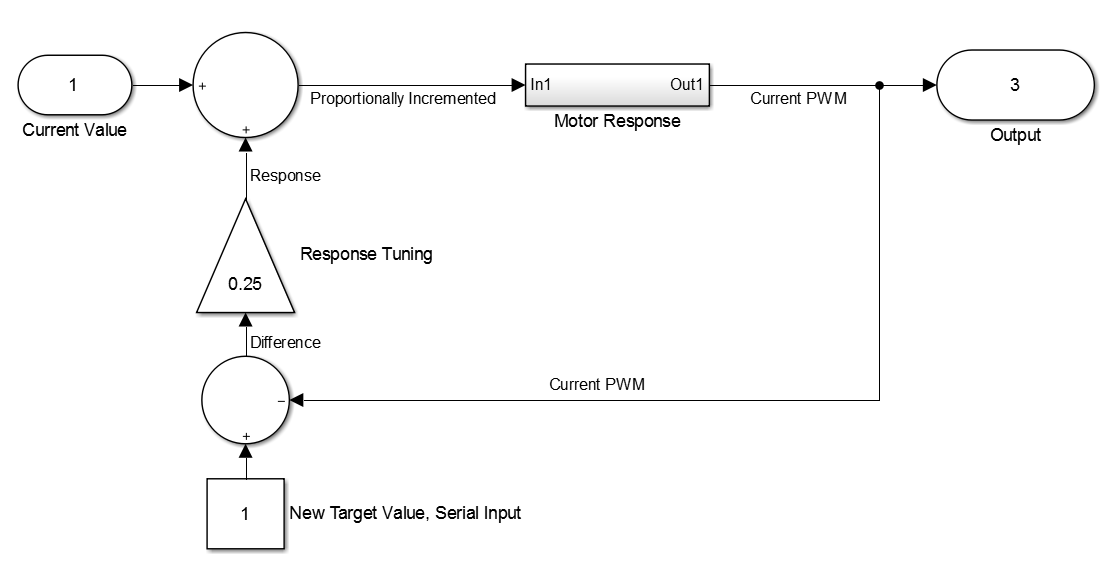 1
Current Value
+
+
Proportionally Incremented
In1
Out1
Motor Response
Current PWM
3
Output
Response
0.25
Response Tuning
Difference
Current PWM
−
+
1
New Target Value, Serial Input